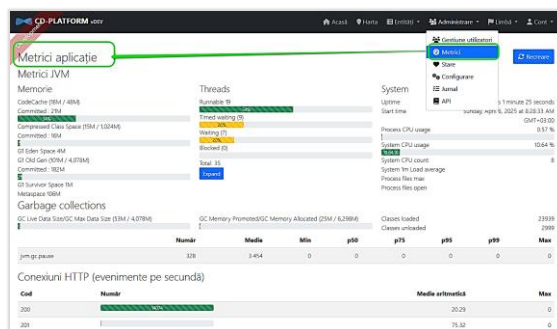 CD-PLATFORM vDEV
Acasă Harta Entități Administrare Limbă Cont
Gestiune utilizatori
Metrici
Stare
Configurare
Jurnal
API
Metrici aplicație
Reîncărcare
Metrici JVM
Memorie
CodeCache (16M / 48M)
Committed : 21M
Compressed Class Space (15M / 1,024M)
Committed : 18M
G1 Eden Space 4M
G1 Old Gen (101M / 4,078M)
Committed : 182M
G1 Survivor Space 1M
Metaspace 106M
Threads
Runnable 19
Timed waiting (9)
Waiting (7)
Blocked (0)
Total: 35
Expand
System
Uptime 1 minute 25 seconds
Start time Sunday, April 6, 2025 at 8:28:33 AM
GMT+03:00
Process CPU usage 0.57 %
System CPU usage 10.64 %
System CPU count 8
System 1m Load average
Process files max
Process files open
Garbage collections
GC Live Data Size/GC Max Data Size (53M / 4,078M)
GC Memory Promoted/GC Memory Allocated (25M / 6,298M)
Classes loaded 23939
Classes unloaded 2999
Număr Medie Min p50 p75 p95 p99 Max
jvm.gc.pause 328 3.454 0 0 0 0 0 0
Conexiuni HTTP (evenimente pe secundă)
Cod Număr Medie aritmetică Max
200 20.29 0
201 75.32 0